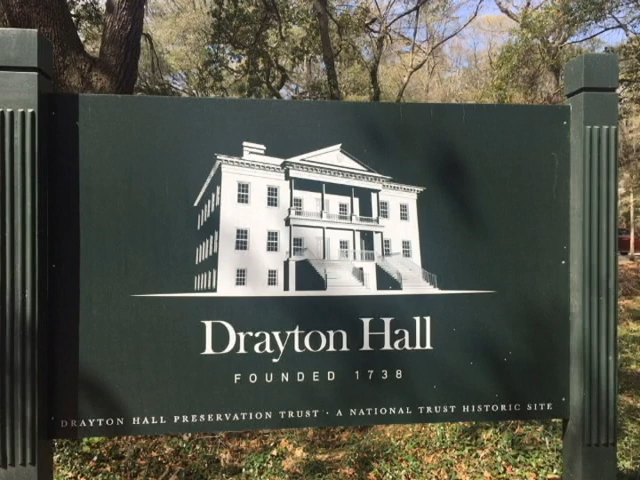 Drayton Hall
FOUNDED 1738
DRAYTON HALL PRESERVATION TRUST · A NATIONAL TRUST HISTORIC SITE